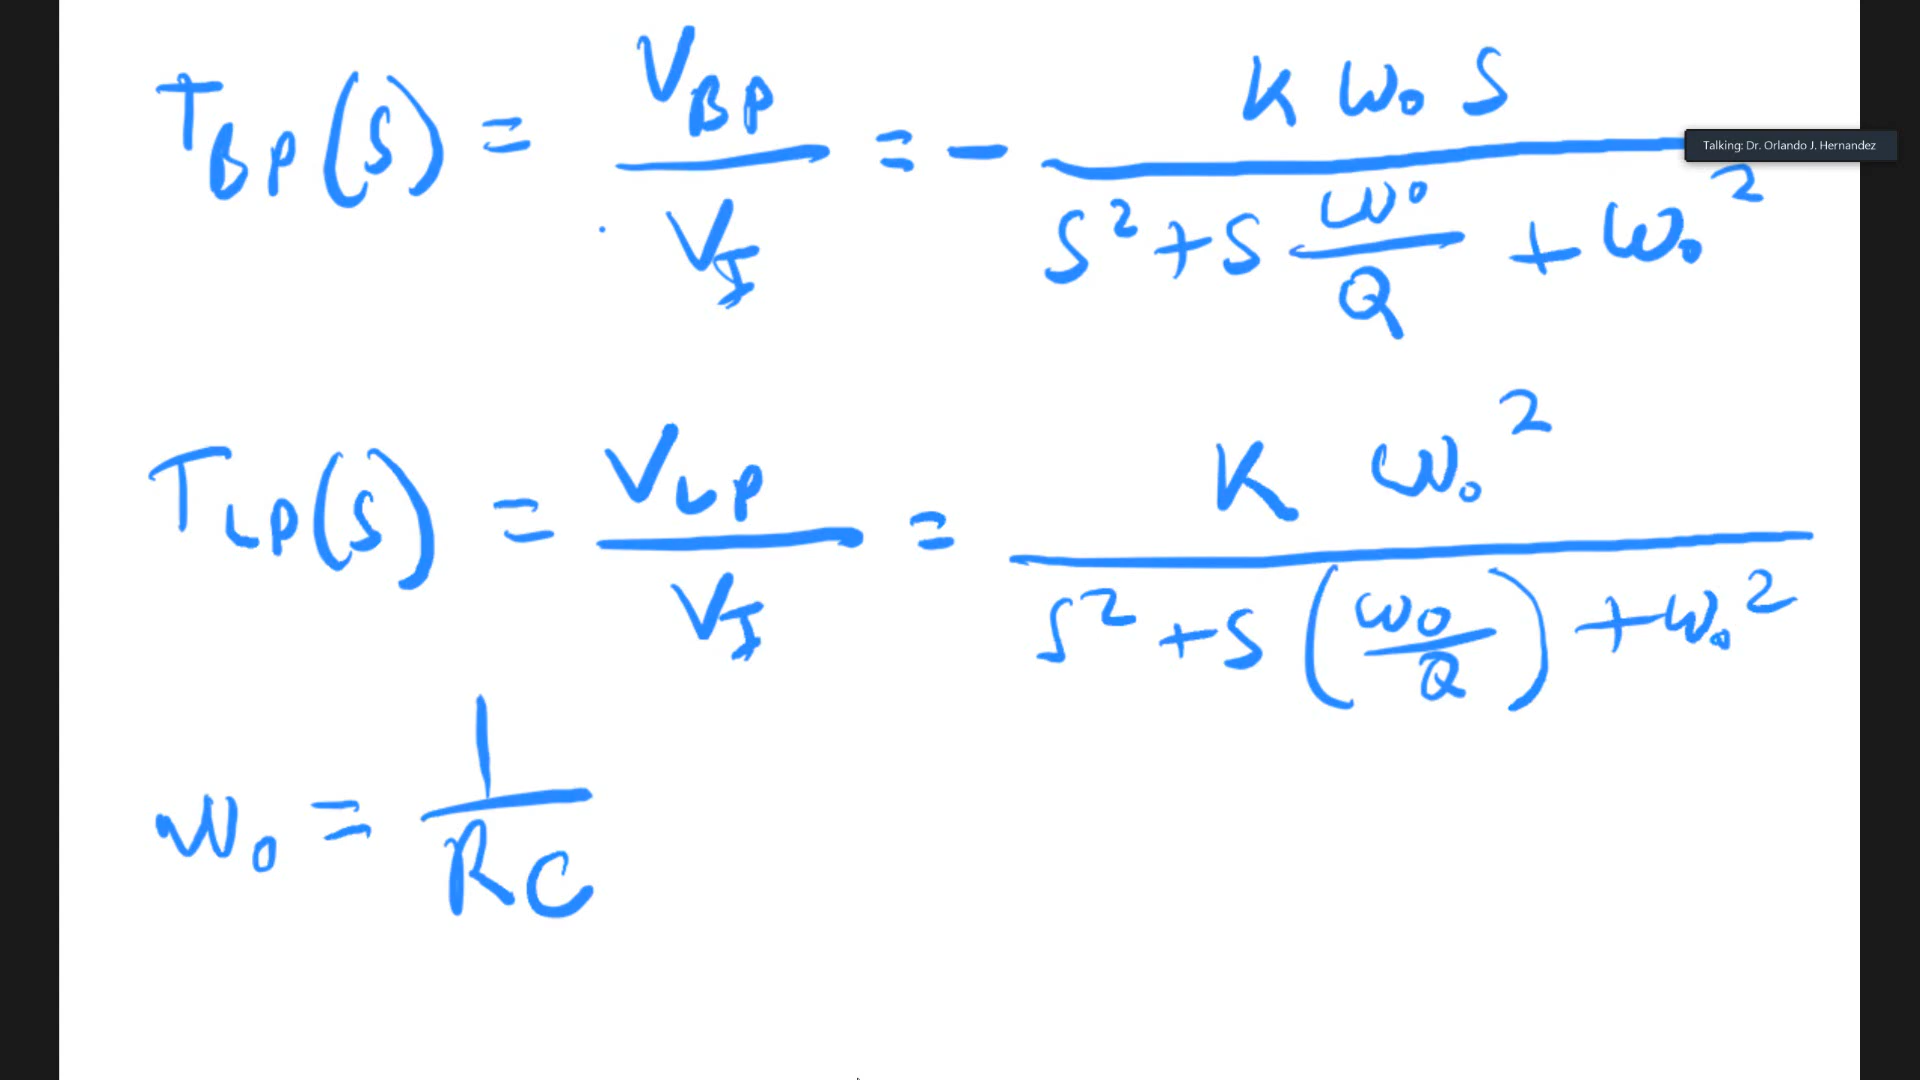 T_BP(s) = V_BP / V_I = - K ω₀ s / (s² + s ω₀/Q + ω₀²)
Talking: Dr. Orlando J. Hernandez
T_LP(s) = V_LP / V_I = K ω₀² / (s² + s (ω₀/Q) + ω₀²)
ω₀ = 1 / RC